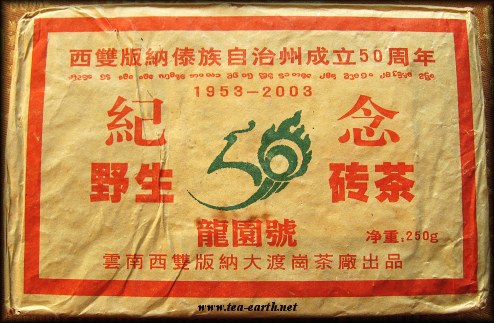 西雙版納傣族自治州成立50周年
1953-2003
紀 50 念
野生 砖茶
龍園號
净重:250g
雲南西雙版納大渡崗茶廠出品
www.tea-earth.net